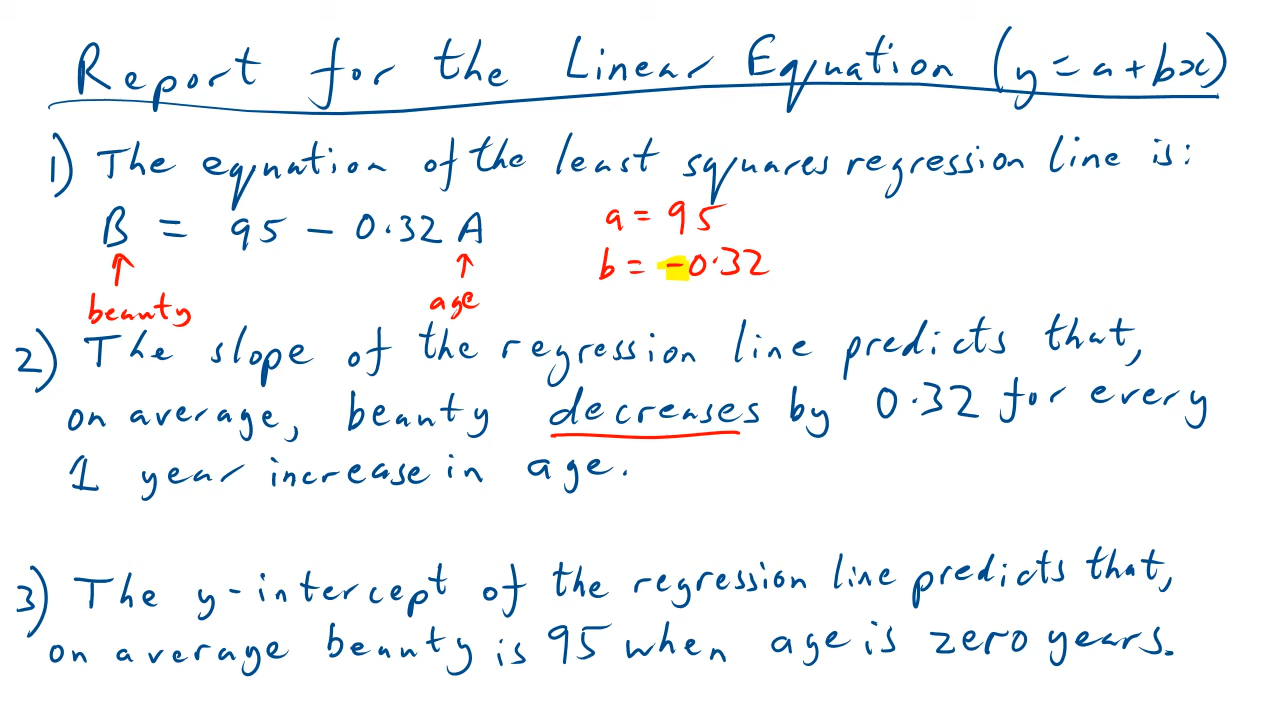 Report for the Linear Equation (y = a + bx)
1) The equation of the least squares regression line is:
B = 95 - 0.32 A
a = 95
b = -0.32
beauty
age
2) The slope of the regression line predicts that,
on average, beauty decreases by 0.32 for every
1 year increase in age.
3) The y-intercept of the regression line predicts that,
on average beauty is 95 when age is zero years.